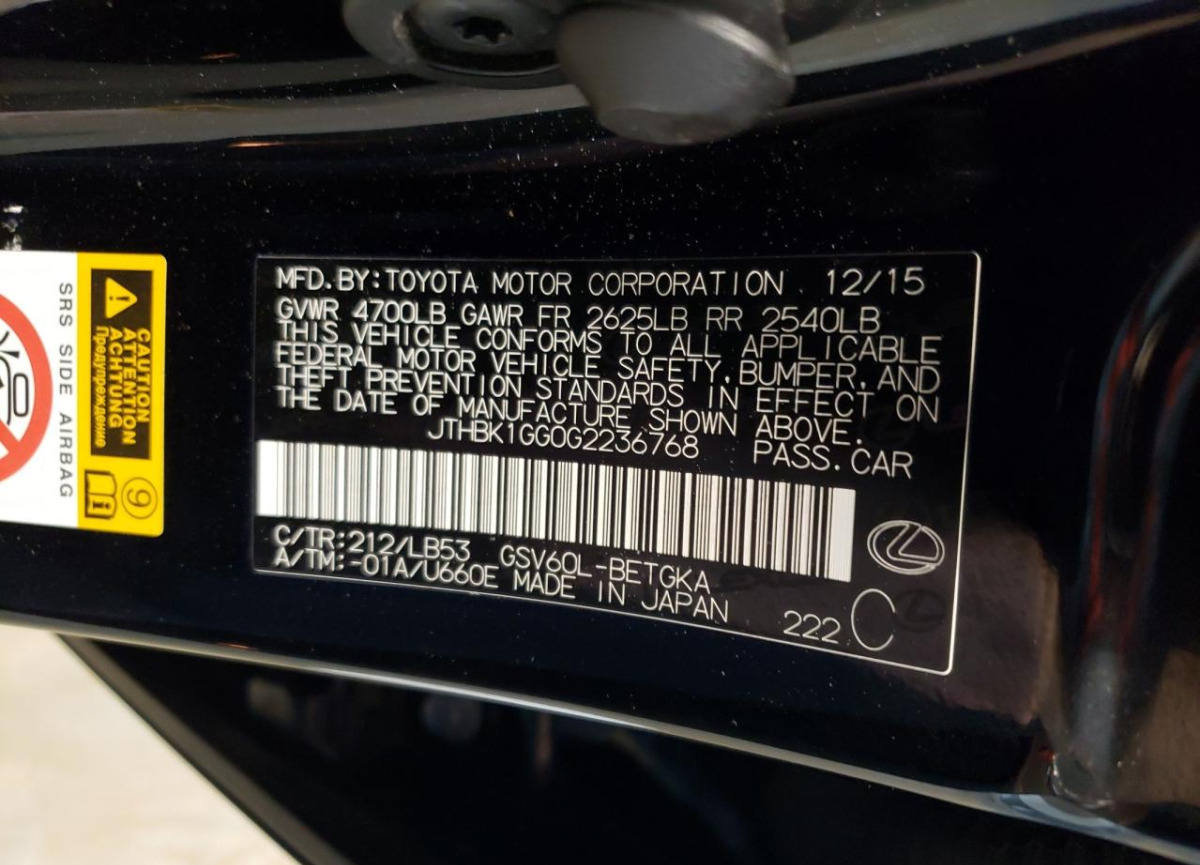 MFD.BY:TOYOTA MOTOR CORPORATION 12/15
GVWR 4700LB GAWR FR 2625LB RR 2540LB
THIS VEHICLE CONFORMS TO ALL APPLICABLE
FEDERAL MOTOR VEHICLE SAFETY, BUMPER, AND
THEFT PREVENTION STANDARDS IN EFFECT ON
THE DATE OF MANUFACTURE SHOWN ABOVE.
JTHBK1GG0G2236768 PASS.CAR
C/TR:212/LB53 GSV60L-BETGKA
A/TM:-01A/U660E MADE IN JAPAN
222 C
CAUTION
ATTENTION
ACHTUNG
Предупреждение
9
SRS SIDE AIRBAG